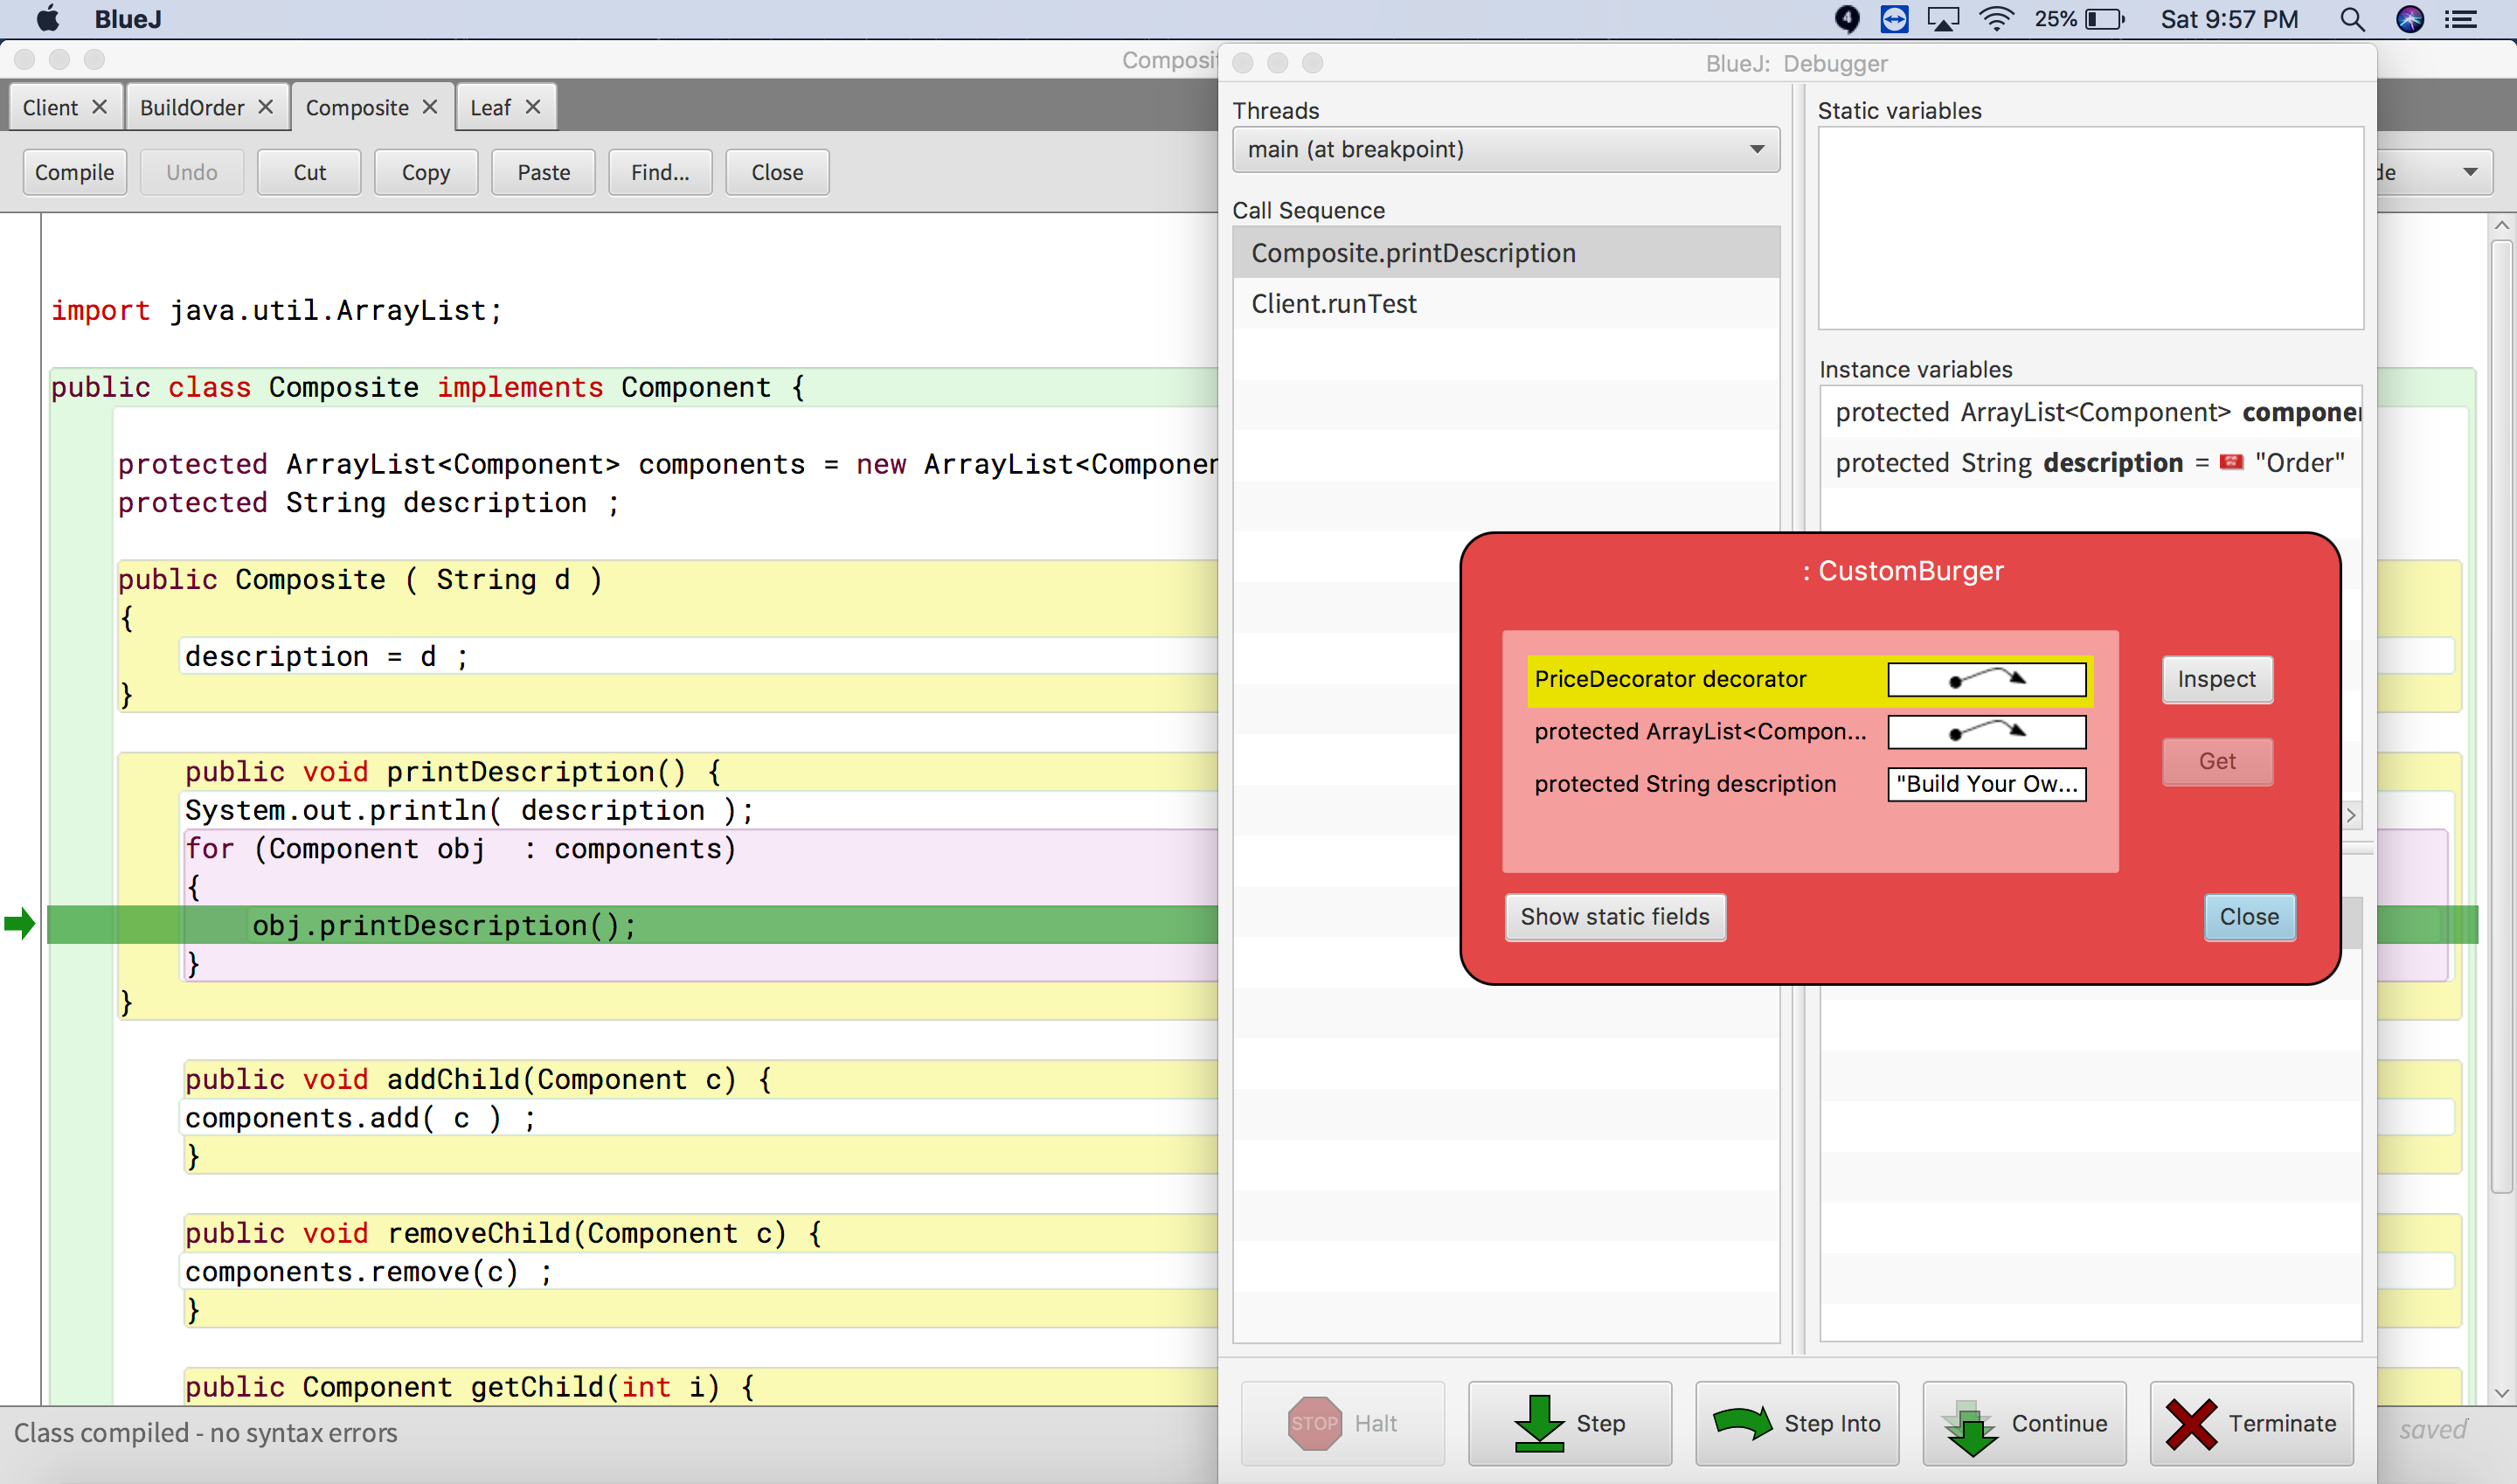 BlueJ
4
25%
Sat 9:57 PM
BlueJ: Debugger
Client
BuildOrder
Composite
Leaf
Compile
Undo
Cut
Copy
Paste
Find...
Close
import java.util.ArrayList;
public class Composite implements Component {
protected ArrayList<Component> components = new ArrayList<Componen
protected String description ;
public Composite ( String d )
{
description = d ;
}
public void printDescription() {
System.out.println( description );
for (Component obj : components)
{
obj.printDescription();
}
}
public void addChild(Component c) {
components.add( c ) ;
}
public void removeChild(Component c) {
components.remove(c) ;
}
public Component getChild(int i) {
Class compiled - no syntax errors
saved
Threads
main (at breakpoint)
Call Sequence
Composite.printDescription
Client.runTest
Static variables
Instance variables
protected ArrayList<Component> componen
protected String description = "Order"
: CustomBurger
PriceDecorator decorator
protected ArrayList<Compon...
protected String description "Build Your Ow...
Inspect
Get
Show static fields
Close
STOP Halt
Step
Step Into
Continue
Terminate